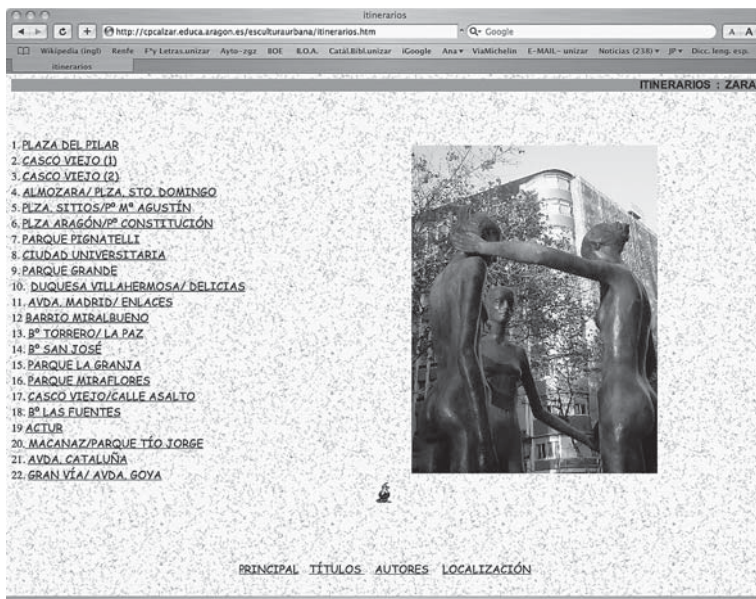 itinerarios
http://cpcalzar.educa.aragon.es/esculturaurbana/itinerarios.htm
Google
A A
Wikipedia (ingl) Renfe Fªy Letras.unizar Ayto-zgz BOE B.O.A. Catál.Bibl.unizar iGoogle Ana ViaMichelin E-MAIL- unizar Noticias (238) JP Dicc. leng. esp.
itinerarios
ITINERARIOS : ZARA
1. PLAZA DEL PILAR
2. CASCO VIEJO (1)
3. CASCO VIEJO (2)
4. ALMOZARA/ PLZA. STO. DOMINGO
5. PLZA. SITIOS/Pº Mª AGUSTÍN
6. PLZA ARAGÓN/Pº CONSTITUCIÓN
7. PARQUE PIGNATELLI
8. CIUDAD UNIVERSITARIA
9. PARQUE GRANDE
10. DUQUESA VILLAHERMOSA/ DELICIAS
11. AVDA. MADRID/ ENLACES
12 BARRIO MIRALBUENO
13. Bº TORRERO/ LA PAZ
14. Bº SAN JOSÉ
15. PARQUE LA GRANJA
16. PARQUE MIRAFLORES
17. CASCO VIEJO/CALLE ASALTO
18. Bº LAS FUENTES
19 ACTUR
20. MACANAZ/PARQUE TÍO JORGE
21. AVDA. CATALUÑA
22. GRAN VÍA/ AVDA. GOYA
PRINCIPAL TÍTULOS AUTORES LOCALIZACIÓN